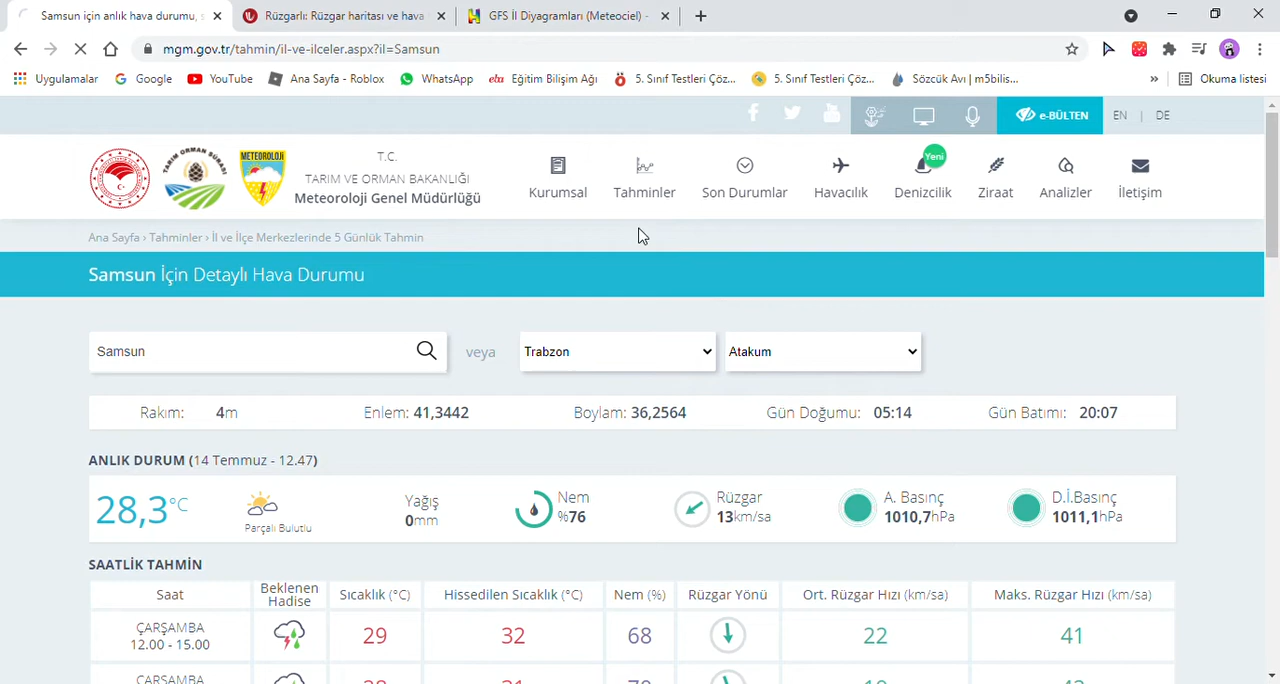 Samsun için anlık hava durumu, s
Rüzgarlı: Rüzgar haritası ve hava
GFS İl Diyagramları (Meteociel) -
mgm.gov.tr/tahmin/il-ve-ilceler.aspx?il=Samsun
Uygulamalar
Google
YouTube
Ana Sayfa - Roblox
WhatsApp
eba
Eğitim Bilişim Ağı
5. Sınıf Testleri Çöz...
5. Sınıf Testleri Çöz...
Sözcük Avı | m5bilis...
»
Okuma listesi
e-BÜLTEN
EN | DE
METEOROLOJİ
T.C.
TARIM VE ORMAN BAKANLIĞI
Meteoroloji Genel Müdürlüğü
Kurumsal
Tahminler
Son Durumlar
Havacılık
Yeni
Denizcilik
Ziraat
Analizler
İletişim
Ana Sayfa › Tahminler › İl ve İlçe Merkezlerinde 5 Günlük Tahmin
Samsun İçin Detaylı Hava Durumu
Samsun
veya
Trabzon
Atakum
Rakım: 4m
Enlem: 41,3442
Boylam: 36,2564
Gün Doğumu: 05:14
Gün Batımı: 20:07
ANLIK DURUM (14 Temmuz - 12.47)
28,3°C
Parçalı Bulutlu
Yağış
0mm
Nem
%76
Rüzgar
13km/sa
A. Basınç
1010,7hPa
D.İ.Basınç
1011,1hPa
SAATLİK TAHMİN
Saat
Beklenen
Hadise
Sıcaklık (°C)
Hissedilen Sıcaklık (°C)
Nem (%)
Rüzgar Yönü
Ort. Rüzgar Hızı (km/sa)
Maks. Rüzgar Hızı (km/sa)
ÇARŞAMBA
12.00 - 15.00
29
32
68
22
41
ÇARŞAMBA